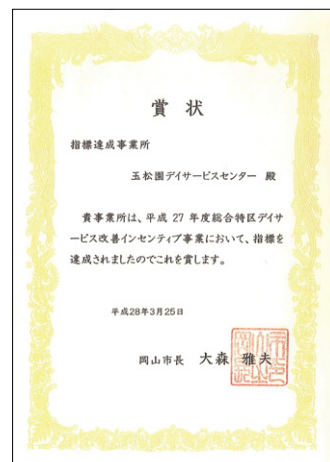 賞状
指標達成事業所
玉松園デイサービスセンター 殿
貴事業所は、平成 27 年度総合特区デイサ
ービス改善インセンティブ事業において、指標を
達成されましたのでこれを賞します。
平成28年3月25日
岡山市長 大森 雅夫